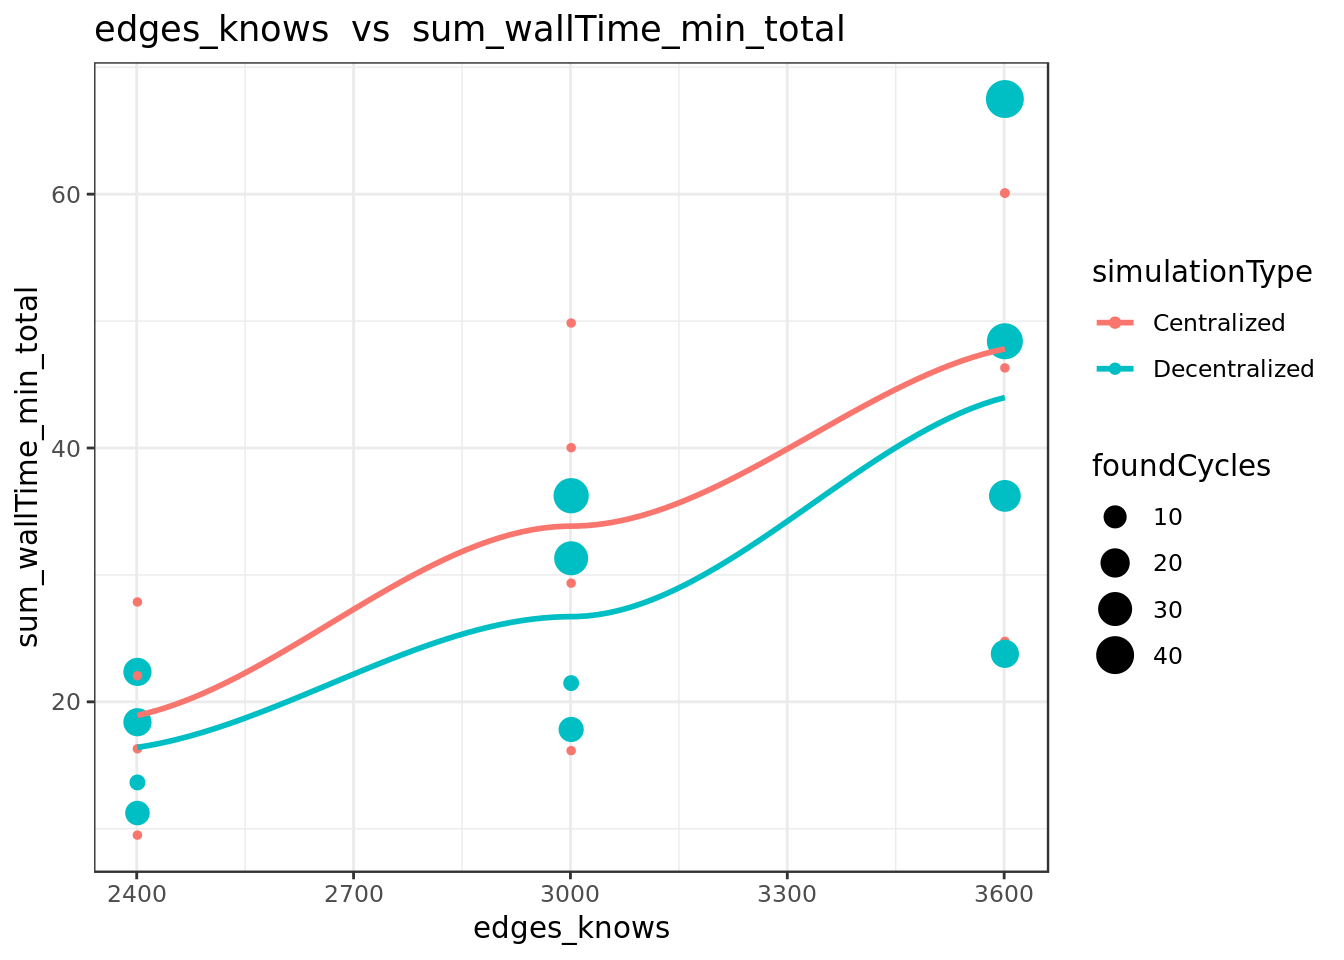 edges_knows  vs  sum_wallTime_min_total
sum_wallTime_min_total
60
40
20
2400
2700
3000
3300
3600
edges_knows
simulationType
Centralized
Decentralized
foundCycles
10
20
30
40